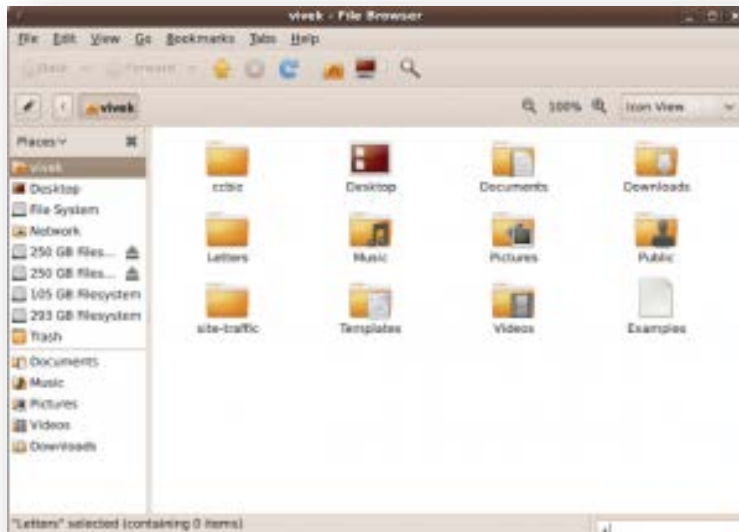 vivek - File Browser
File Edit View Go Bookmarks Tabs Help
Back Forward
vivek 100% Icon View
Places
vivek
Desktop
File System
Network
250 GB Files...
250 GB Files...
105 GB Filesystem
293 GB Filesystem
Trash
Documents
Music
Pictures
Videos
Downloads
Desktop Documents Downloads
Letters Music Pictures Public
site-traffic Templates Videos Examples
"Letters" selected (containing 0 items)